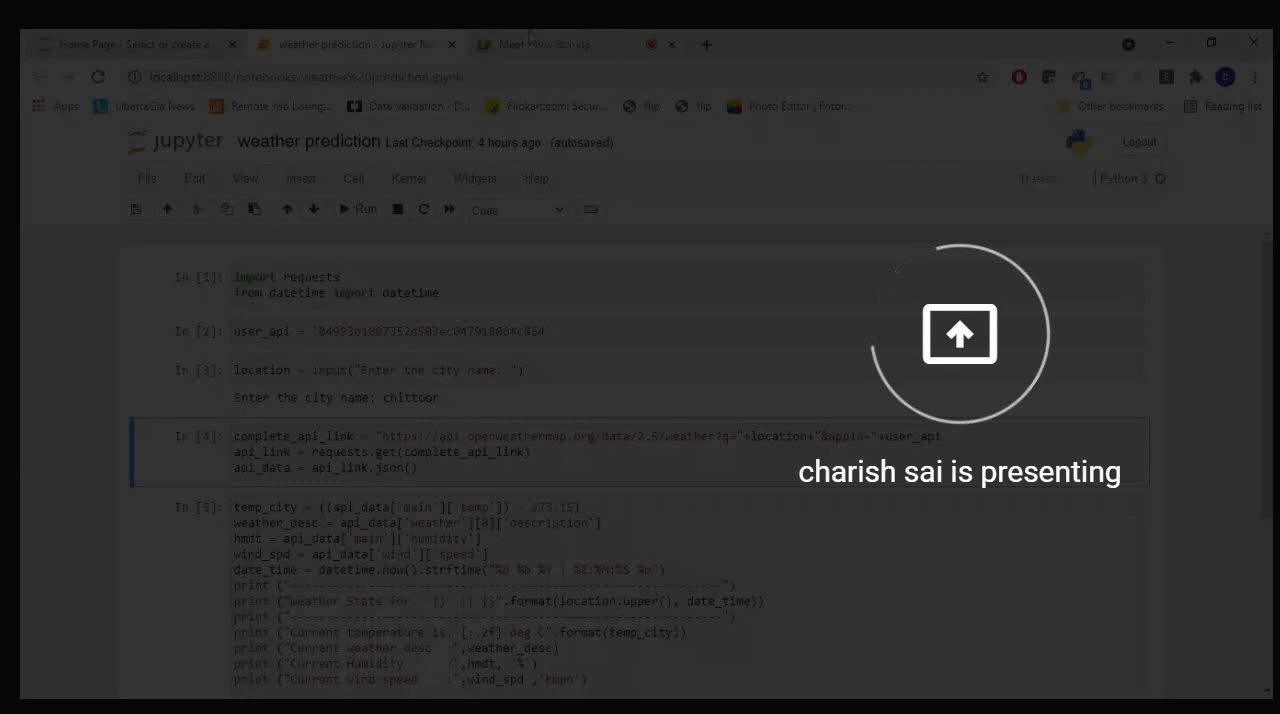 Home Page - Select or create a
weather prediction - Jupyter No
Meet
localhost:8888/notebooks/weather%20prediction.ipynb
Apps LibertaGia News Remote Job Listing... Data validation - D... Flipkart.com: Secur... flip flip Photo Editor | Fotor... Other bookmarks Reading list
jupyter weather prediction Last Checkpoint: 4 hours ago (autosaved) Logout
File Edit View Insert Cell Kernel Widgets Help Trusted Python 3
Run Code
In [1]: import requests
from datetime import datetime
In [2]: user_api =
In [3]: location = input("Enter the city name: ")
Enter the city name: chittoor
In [4]: complete_api_link = "https://api.openweathermap.org/data/2.5/weather?q="+location+"&appid="+user_api
api_link = requests.get(complete_api_link)
api_data = api_link.json()
charish sai is presenting
In [5]: temp_city = ((api_data['main']['temp']) - 273.15)
weather_desc = api_data['weather'][0]['description']
hmdt = api_data['main']['humidity']
wind_spd = api_data['wind']['speed']
date_time = datetime.now().strftime("%d %b %Y | %I:%M:%S %p")
print ("-------------------------------------------------------------")
print ("Weather Stats for - {} || {}".format(location.upper(), date_time))
print ("-------------------------------------------------------------")
print ("Current temperature is: {:.2f} deg C".format(temp_city))
print ("Current weather desc :",weather_desc)
print ("Current Humidity :",hmdt, '%')
print ("Current wind speed :",wind_spd ,'kmph')